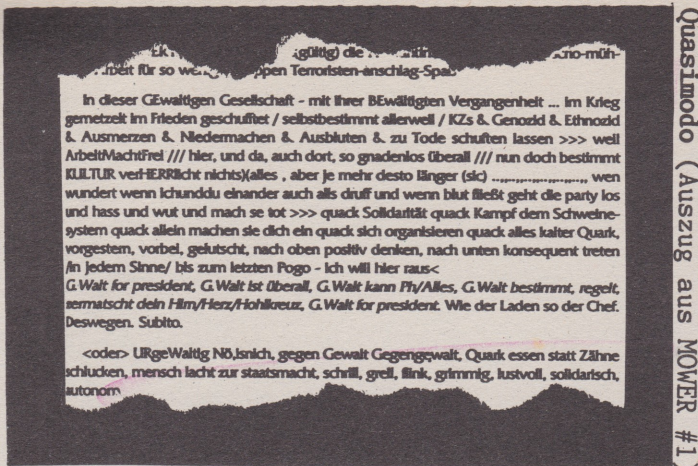 (gültig) die
no-müh-
für so
ppen Terroristen-anschlag-Spaß
In dieser GEwaltigen Gesellschaft - mit ihrer BEwältigten Vergangenheit ... im Krieg
gemetzelt im Frieden geschufftet / selbstbestimmt allerweil / KZs & Genozid & Ethnozid
& Ausmerzen & Niedermachen & Ausbluten & zu Tode schuften lassen >>> weil
ArbeitMachtFrei /// hier, und da, auch dort, so gnadenlos überall /// nun doch bestimmt
KULTUR verHERRlicht nichts)(alles , aber je mehr desto länger (sic) ..,,..,,..,,..,,..,, wen
wundert wenn ichunddu einander auch alls druff und wenn blut fließt geht die party los
und hass und wut und mach se tot >>> quack Solidarität quack Kampf dem Schweine-
system quack allein machen sie dich ein quack sich organisieren quack alles kalter Quark,
vorgestern, vorbei, gelutscht, nach oben positiv denken, nach unten konsequent treten
/in jedem Sinne/ bis zum letzten Pogo - ich will hier raus<
G.Walt for president, G.Walt ist überall, G.Walt kann Ph/Alles, G.Walt bestimmt, regelt,
sermatscht dein Hirn/Herz/Hohlkreuz, G.Walt for president. Wie der Laden so der Chef.
Deswegen. Subito.
<oder> URgeWaltig Nö,isnich, gegen Gewalt Gegengewalt, Quark essen statt Zähne
schlucken, mensch lacht zur staatsmacht, schrill, grell, flink, grimmig, lustvoll, solidarisch,
autonom
Quasimodo (Auszug aus MOWER #1)